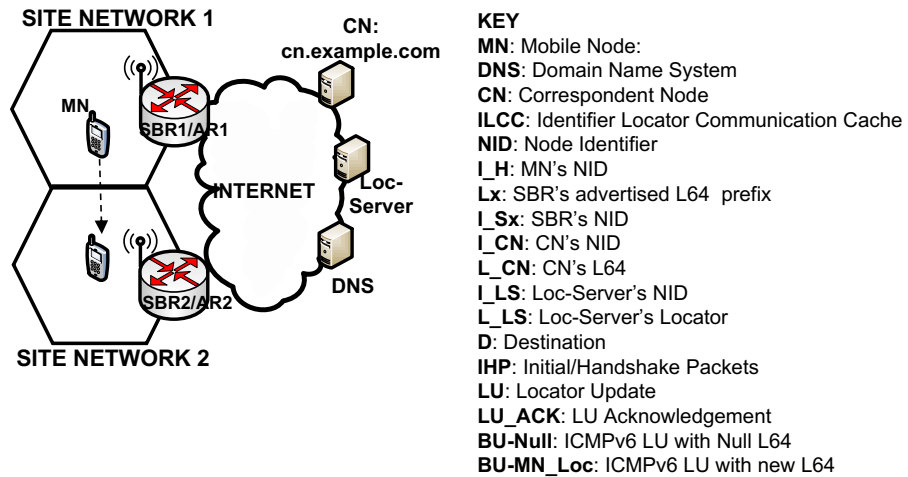 SITE NETWORK 1
CN:
cn.example.com
MN
SBR1/AR1
INTERNET
Loc-
Server
SBR2/AR2
DNS
SITE NETWORK 2
KEY
MN: Mobile Node:
DNS: Domain Name System
CN: Correspondent Node
ILCC: Identifier Locator Communication Cache
NID: Node Identifier
I_H: MN's NID
Lx: SBR's advertised L64 prefix
I_Sx: SBR's NID
I_CN: CN's NID
L_CN: CN's L64
I_LS: Loc-Server's NID
L_LS: Loc-Server's Locator
D: Destination
IHP: Initial/Handshake Packets
LU: Locator Update
LU_ACK: LU Acknowledgement
BU-Null: ICMPv6 LU with Null L64
BU-MN_Loc: ICMPv6 LU with new L64